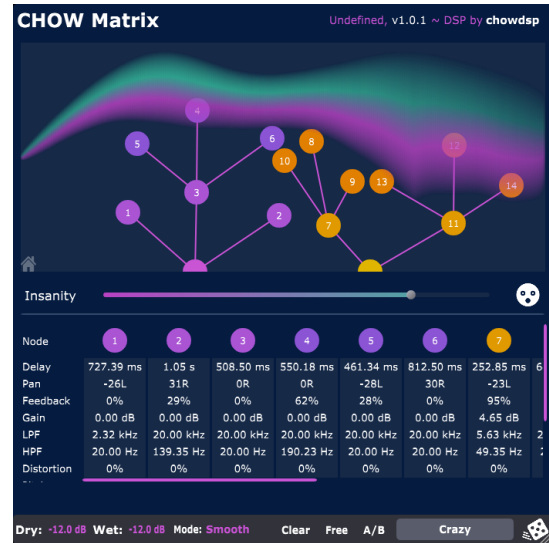 CHOW Matrix
Undefined, v1.0.1 ~ DSP by chowdsp
4
5
6
8
12
10
9
13
14
3
1
2
7
11
Insanity
Node 1 2 3 4 5 6 7
Delay 727.39 ms 1.05 s 508.50 ms 550.18 ms 461.34 ms 812.50 ms 252.85 ms 6
Pan -26L 31R 0R 0R -28L 30R -23L
Feedback 0% 29% 0% 62% 28% 0% 95%
Gain 0.00 dB 0.00 dB 0.00 dB 0.00 dB 0.00 dB 0.00 dB 4.65 dB
LPF 2.32 kHz 20.00 kHz 20.00 kHz 20.00 kHz 20.00 kHz 20.00 kHz 5.63 kHz 2
HPF 20.00 Hz 139.35 Hz 20.00 Hz 190.23 Hz 20.00 Hz 20.00 Hz 49.35 Hz
Distortion 0% 0% 0% 0% 0% 0% 0%
Dry: -12.0 dB Wet: -12.0 dB Mode: Smooth Clear Free A/B Crazy